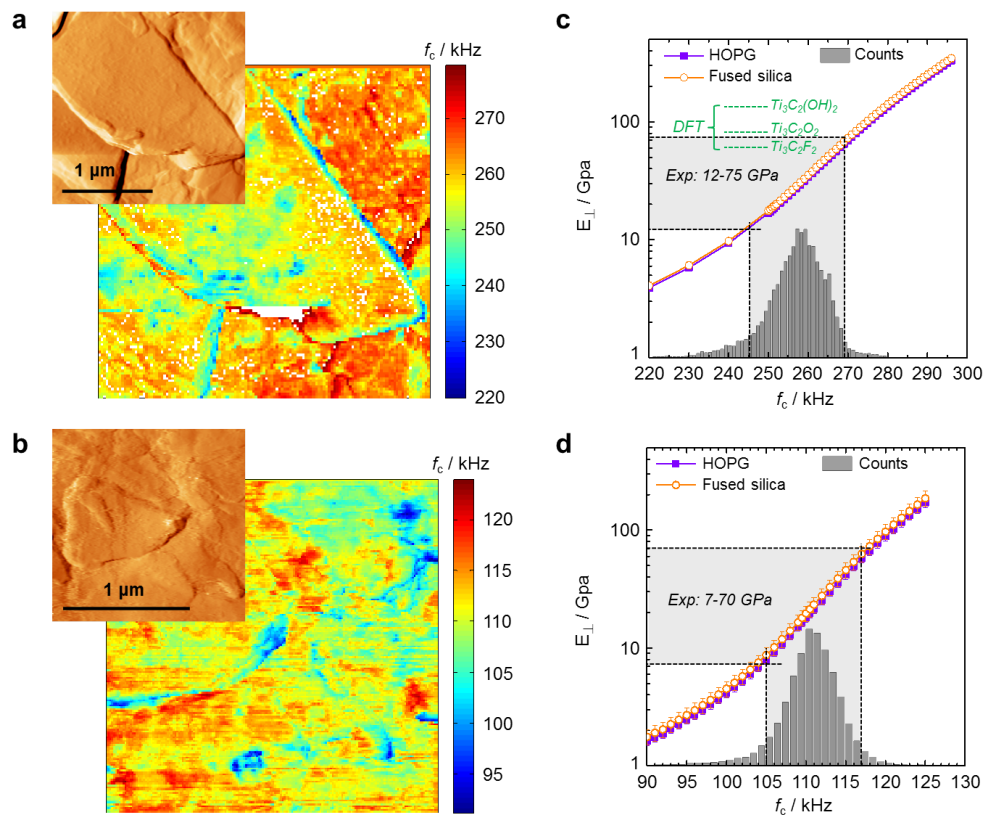 a
1 µm
f_c / kHz
270
260
250
240
230
220
c
HOPG
Counts
Fused silica
DFT
Ti₃C₂(OH)₂
Ti₃C₂O₂
Ti₃C₂F₂
Exp: 12-75 GPa
E⊥ / Gpa
100
10
1
220 230 240 250 260 270 280 290 300
f_c / kHz
b
1 µm
f_c / kHz
120
115
110
105
100
95
d
HOPG
Counts
Fused silica
Exp: 7-70 GPa
E⊥ / Gpa
100
10
1
90 95 100 105 110 115 120 125 130
f_c / kHz